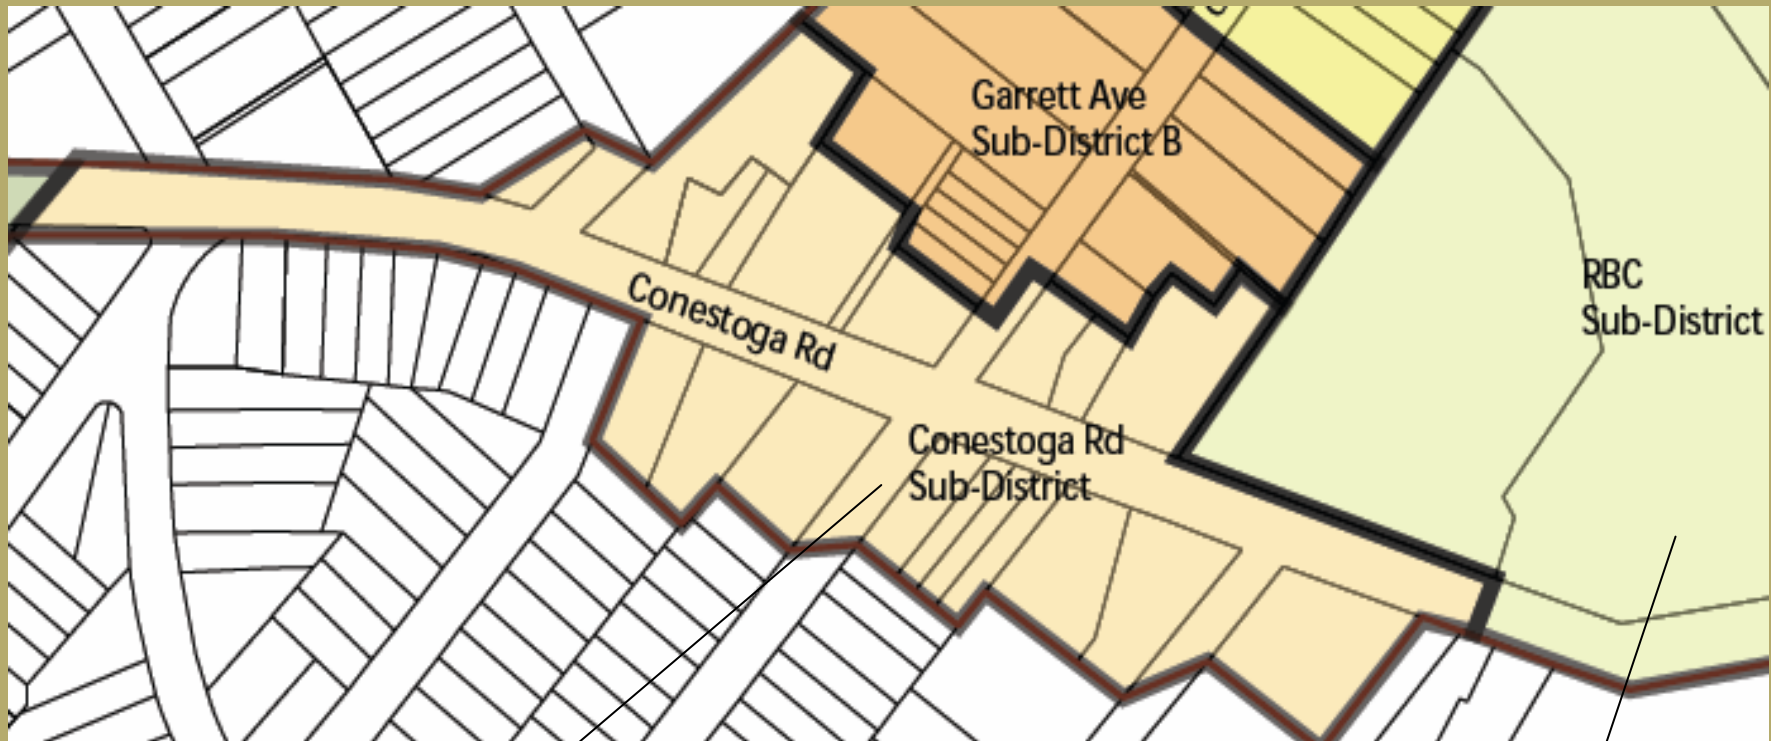 Garrett Ave
Sub-District B
RBC
Sub-District
Conestoga Rd
Conestoga Rd
Sub-District